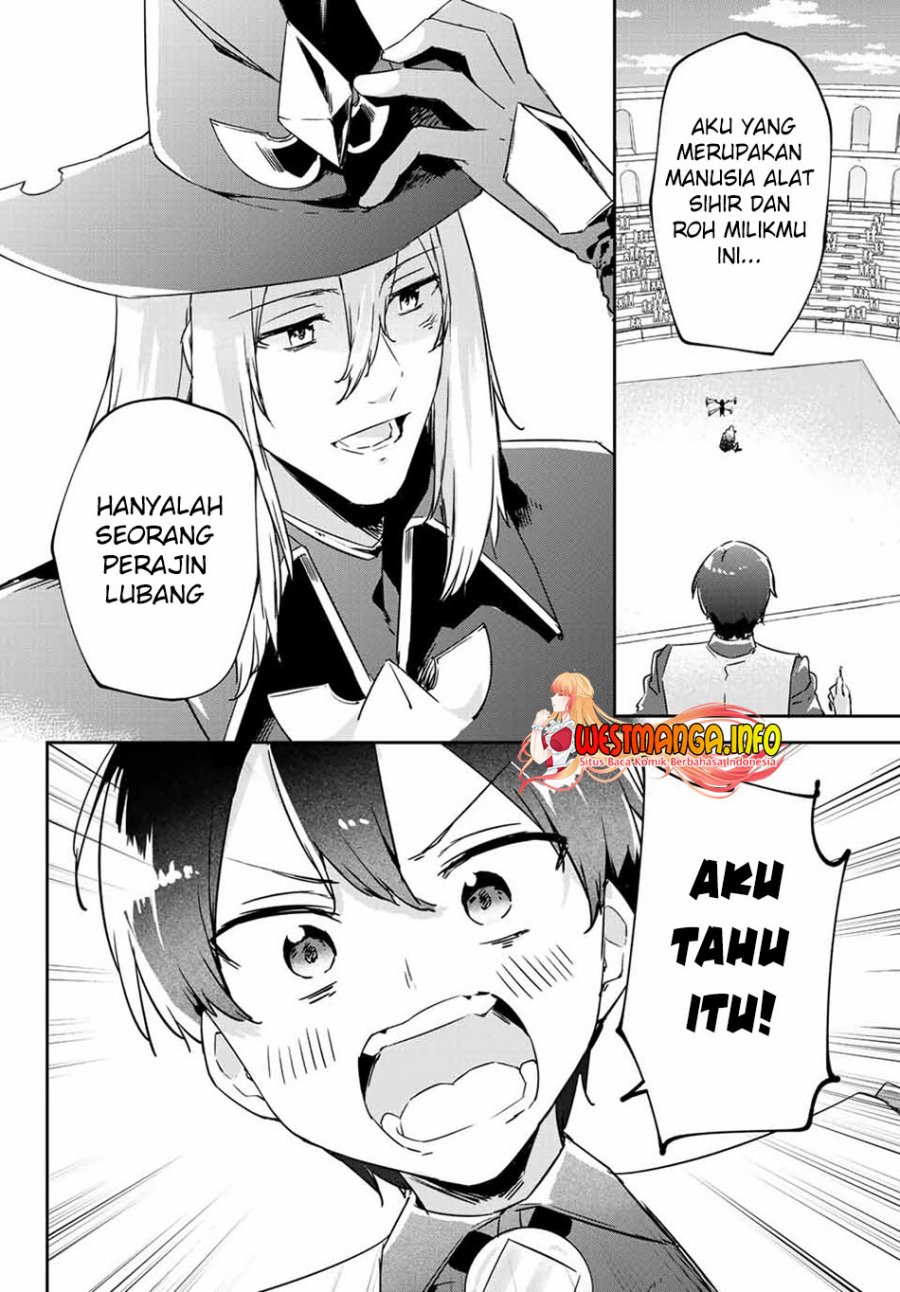 AKU YANG
MERUPAKAN
MANUSIA ALAT
SIHIR DAN
ROH MILIKMU
INI...
HANYALAH
SEORANG
PERAJIN
LUBANG
WESTMANGA.INFO
Situs Baca Komik Berbahasa Indonesia
AKU
TAHU
ITU!